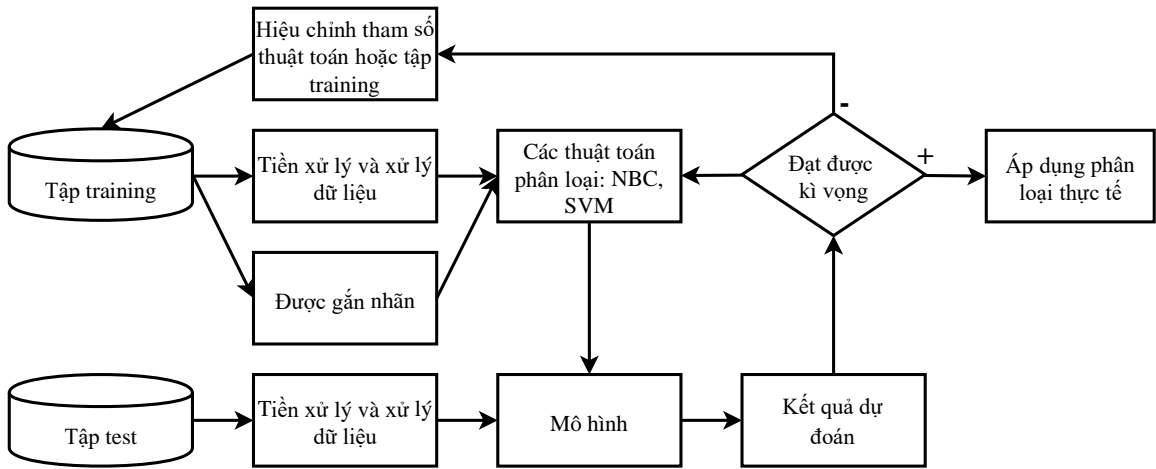 Hiệu chỉnh tham số
thuật toán hoặc tập
training
-
Tập training
Tiền xử lý và xử lý
dữ liệu
Các thuật toán
phân loại: NBC,
SVM
Đạt được
kì vọng
+
Áp dụng phân
loại thực tế
Được gắn nhãn
Tập test
Tiền xử lý và xử lý
dữ liệu
Mô hình
Kết quả dự
đoán